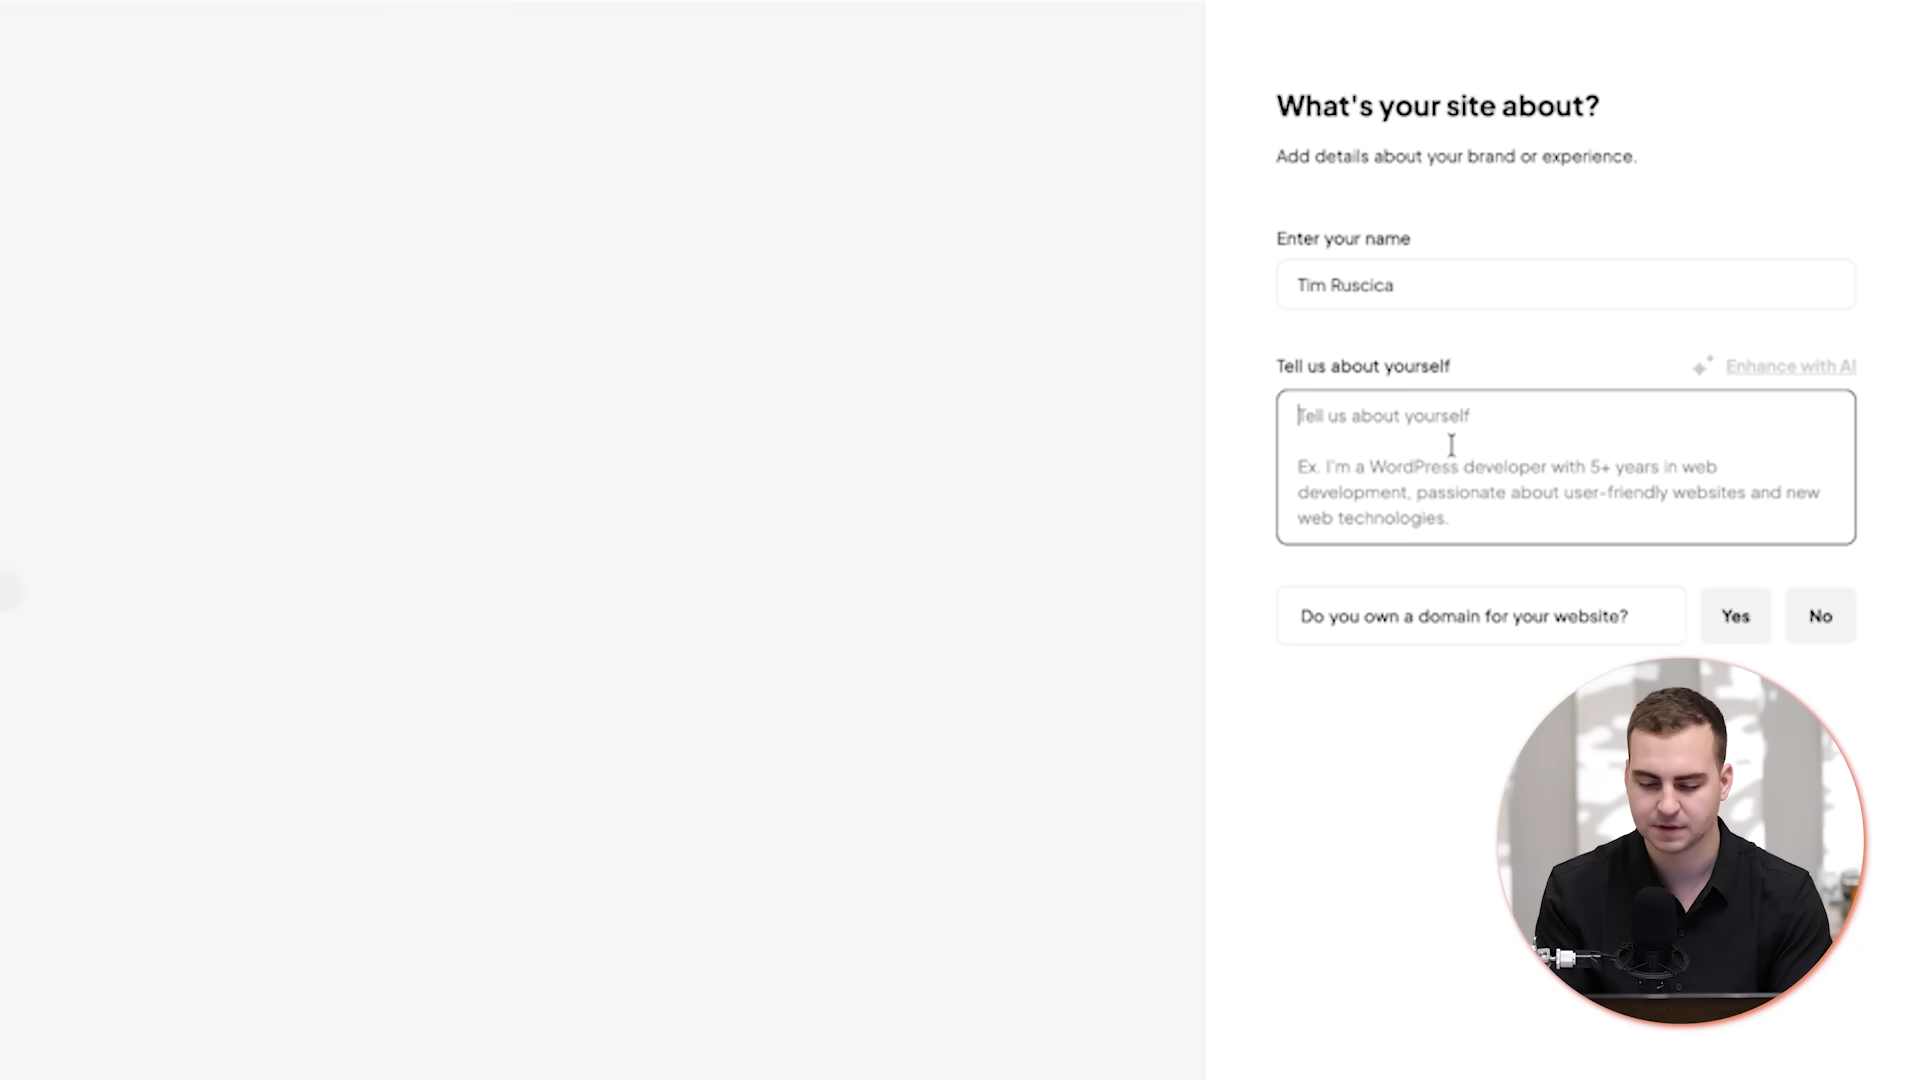 What's your site about?
Add details about your brand or experience.
Enter your name
Tim Ruscica
Tell us about yourself
Enhance with AI
Tell us about yourself
Ex. I'm a WordPress developer with 5+ years in web
development, passionate about user-friendly websites and new
web technologies.
Do you own a domain for your website?
Yes
No